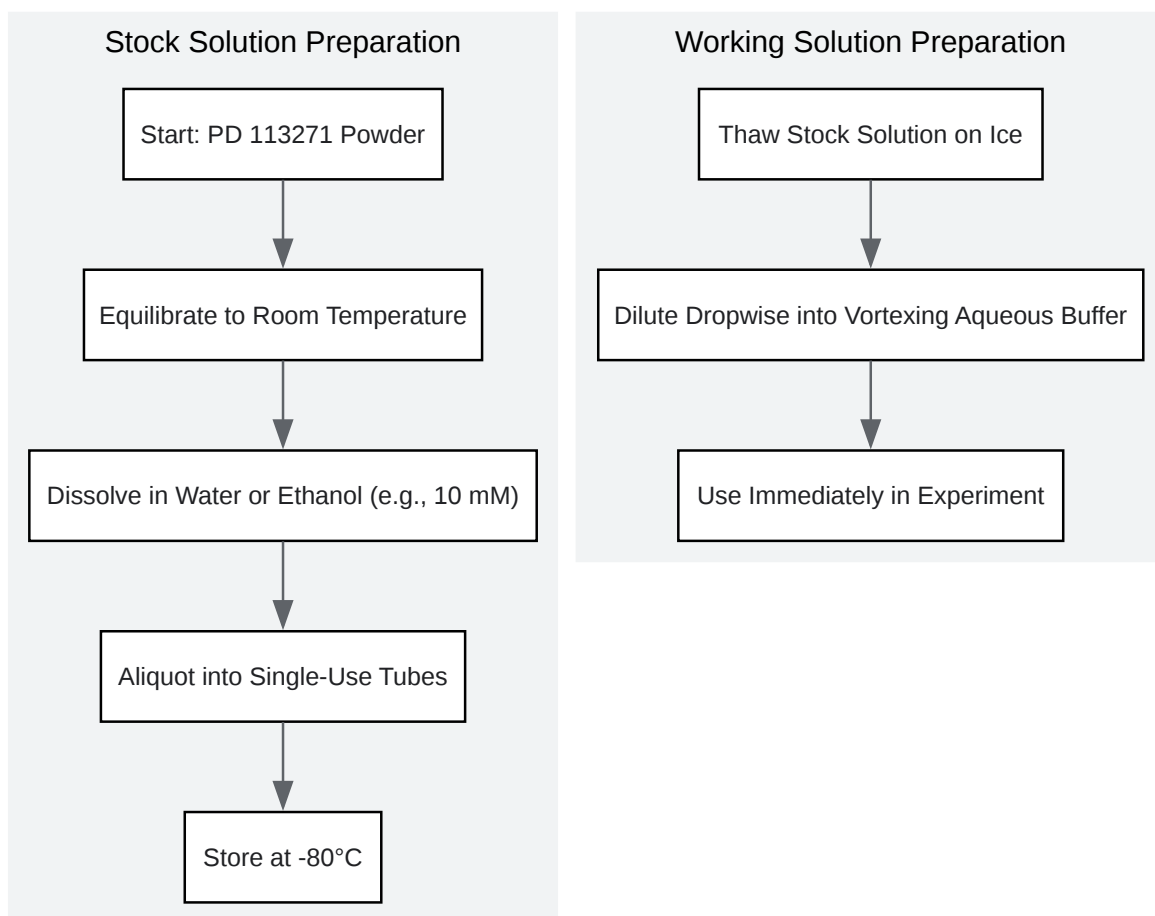 Stock Solution Preparation
Start: PD 113271 Powder
Equilibrate to Room Temperature
Dissolve in Water or Ethanol (e.g., 10 mM)
Aliquot into Single-Use Tubes
Store at -80°C
Working Solution Preparation
Thaw Stock Solution on Ice
Dilute Dropwise into Vortexing Aqueous Buffer
Use Immediately in Experiment